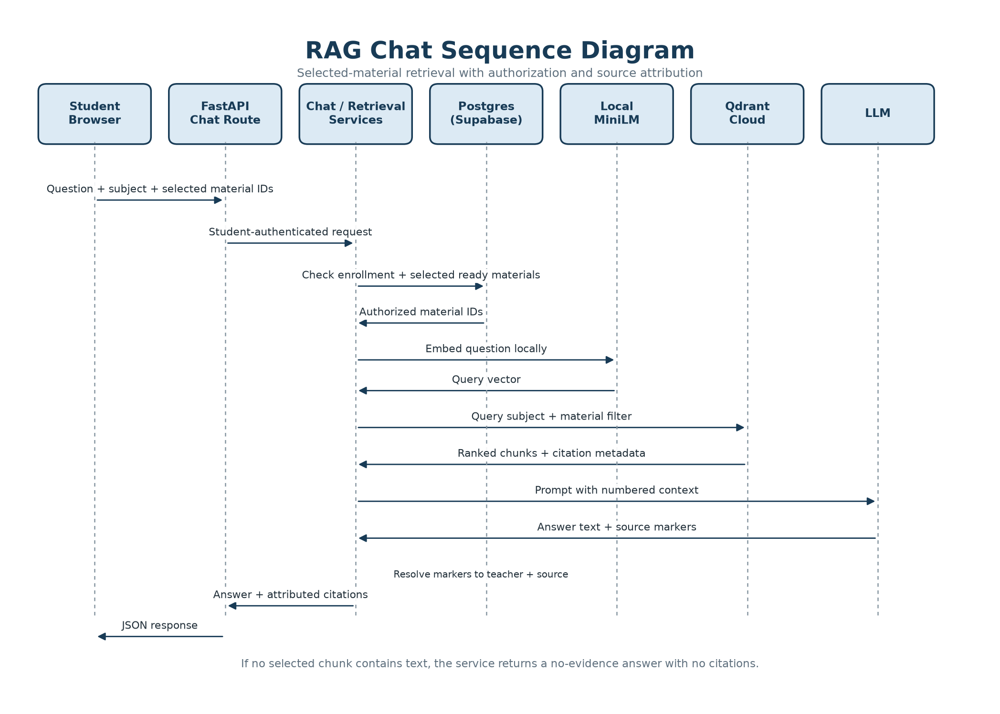 RAG Chat Sequence Diagram
Selected-material retrieval with authorization and source attribution
Student
Browser
FastAPI
Chat Route
Chat / Retrieval
Services
Postgres
(Supabase)
Local
MiniLM
Qdrant
Cloud
LLM
Question + subject + selected material IDs
Student-authenticated request
Check enrollment + selected ready materials
Authorized material IDs
Embed question locally
Query vector
Query subject + material filter
Ranked chunks + citation metadata
Prompt with numbered context
Answer text + source markers
Resolve markers to teacher + source
Answer + attributed citations
JSON response
If no selected chunk contains text, the service returns a no-evidence answer with no citations.